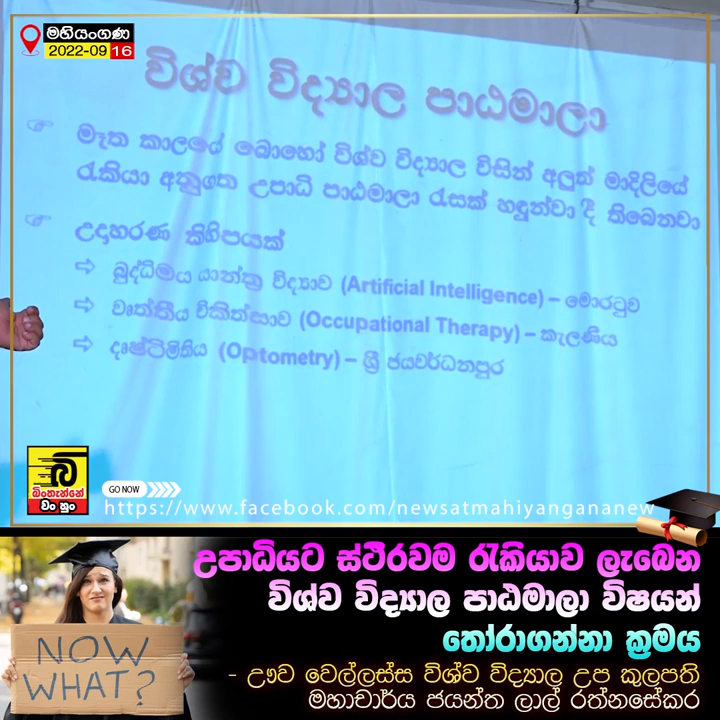 මහියංගණ
2022-09 16
විශ්ව විද්‍යාල පාඨමාලා
මෑත කාලයේ බොහෝ විශ්ව විද්‍යාල විසින් අලුත් මාදිලියේ
රැකියා අනුගත උපාධි පාඨමාලා රැසක් හඳුන්වා දී තිබෙනවා
උදාහරණ කිහිපයක්
බුද්ධිමය යාන්ත්‍ර විද්‍යාව (Artificial Intelligence) – මොරටුව
වෘත්තීය චිකිත්සාව (Occupational Therapy) – කැලණිය
දෘෂ්ටිමිතිය (Optometry) – ශ්‍රී ජයවර්ධනපුර
බි
බිංතැන්නේ
වං හුං
GO NOW
https://www.facebook.com/newsatmahiyangananew
උපාධියට ස්ථිරවම රැකියාව ලැබෙන
විශ්ව විද්‍යාල පාඨමාලා විෂයන්
තෝරාගන්නා ක්‍රමය
- ඌව වෙල්ලස්ස විශ්ව විද්‍යාල උප කුලපති
මහාචාර්ය ජයන්ත ලාල් රත්නසේකර
NOW
WHAT?